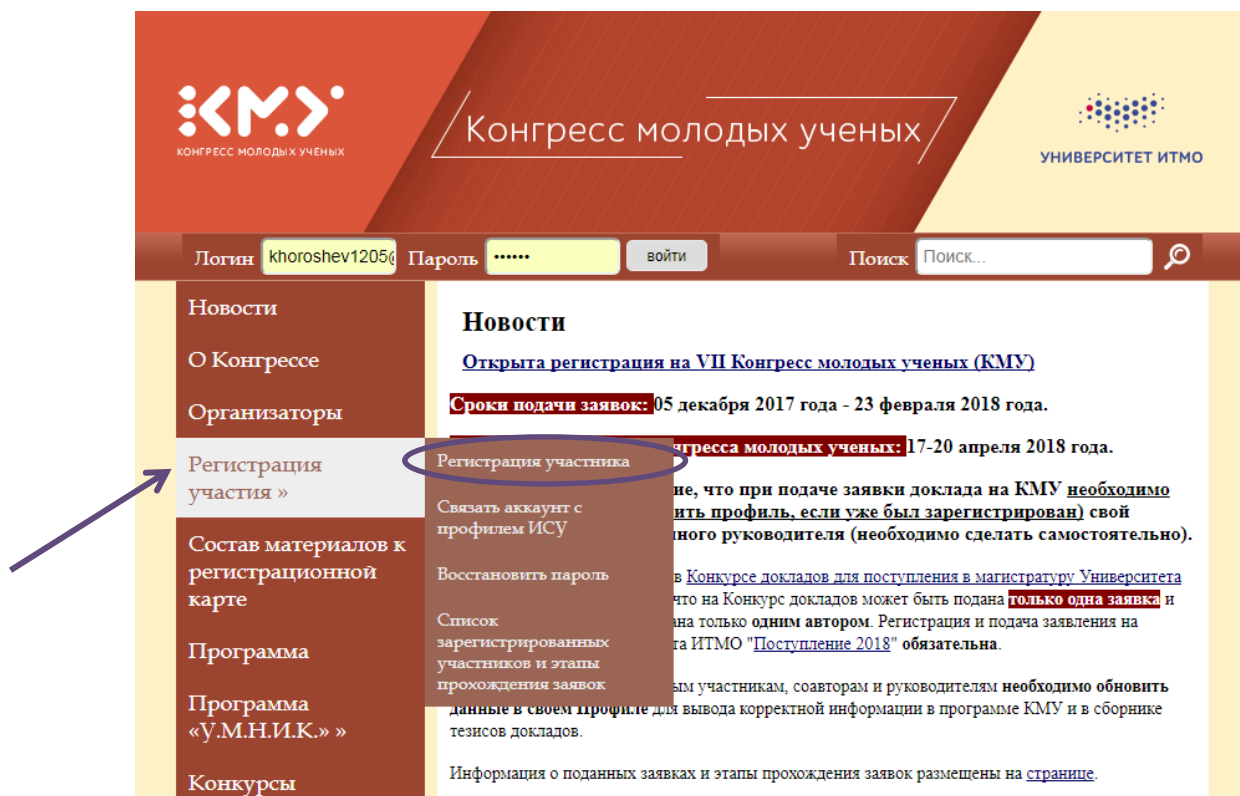 КМУ
КОНГРЕСС МОЛОДЫХ УЧЕНЫХ
Конгресс молодых ученых
УНИВЕРСИТЕТ ИТМО
Логин khoroshev1205@ Пароль •••••• ВОЙТИ Поиск Поиск...
Новости
О Конгрессе
Организаторы
Регистрация
участия »
Состав материалов к
регистрационной
карте
Программа
Программа
«У.М.Н.И.К.» »
Конкурсы
Регистрация участника
Связать аккаунт с
профилем ИСУ
Восстановить пароль
Список
зарегистрированных
участников и этапы
прохождения заявок
Новости
Открыта регистрация на VII Конгресс молодых ученых (КМУ)
Сроки подачи заявок: 05 декабря 2017 года - 23 февраля 2018 года.
молодых ученых: 17-20 апреля 2018 года.
что при подаче заявки доклада на КМУ необходимо
профиль, если уже был зарегистрирован) свой
руководителя (необходимо сделать самостоятельно).
в Конкурсе докладов для поступления в магистратуру Университета
что на Конкурс докладов может быть подана только одна заявка и
только одним автором. Регистрация и подача заявления на
ИТМО "Поступление 2018" обязательна.
участникам, соавторам и руководителям необходимо обновить
данные в своем Профиле для вывода корректной информации в программе КМУ и в сборнике
тезисов докладов.
Информация о поданных заявках и этапы прохождения заявок размещены на странице.